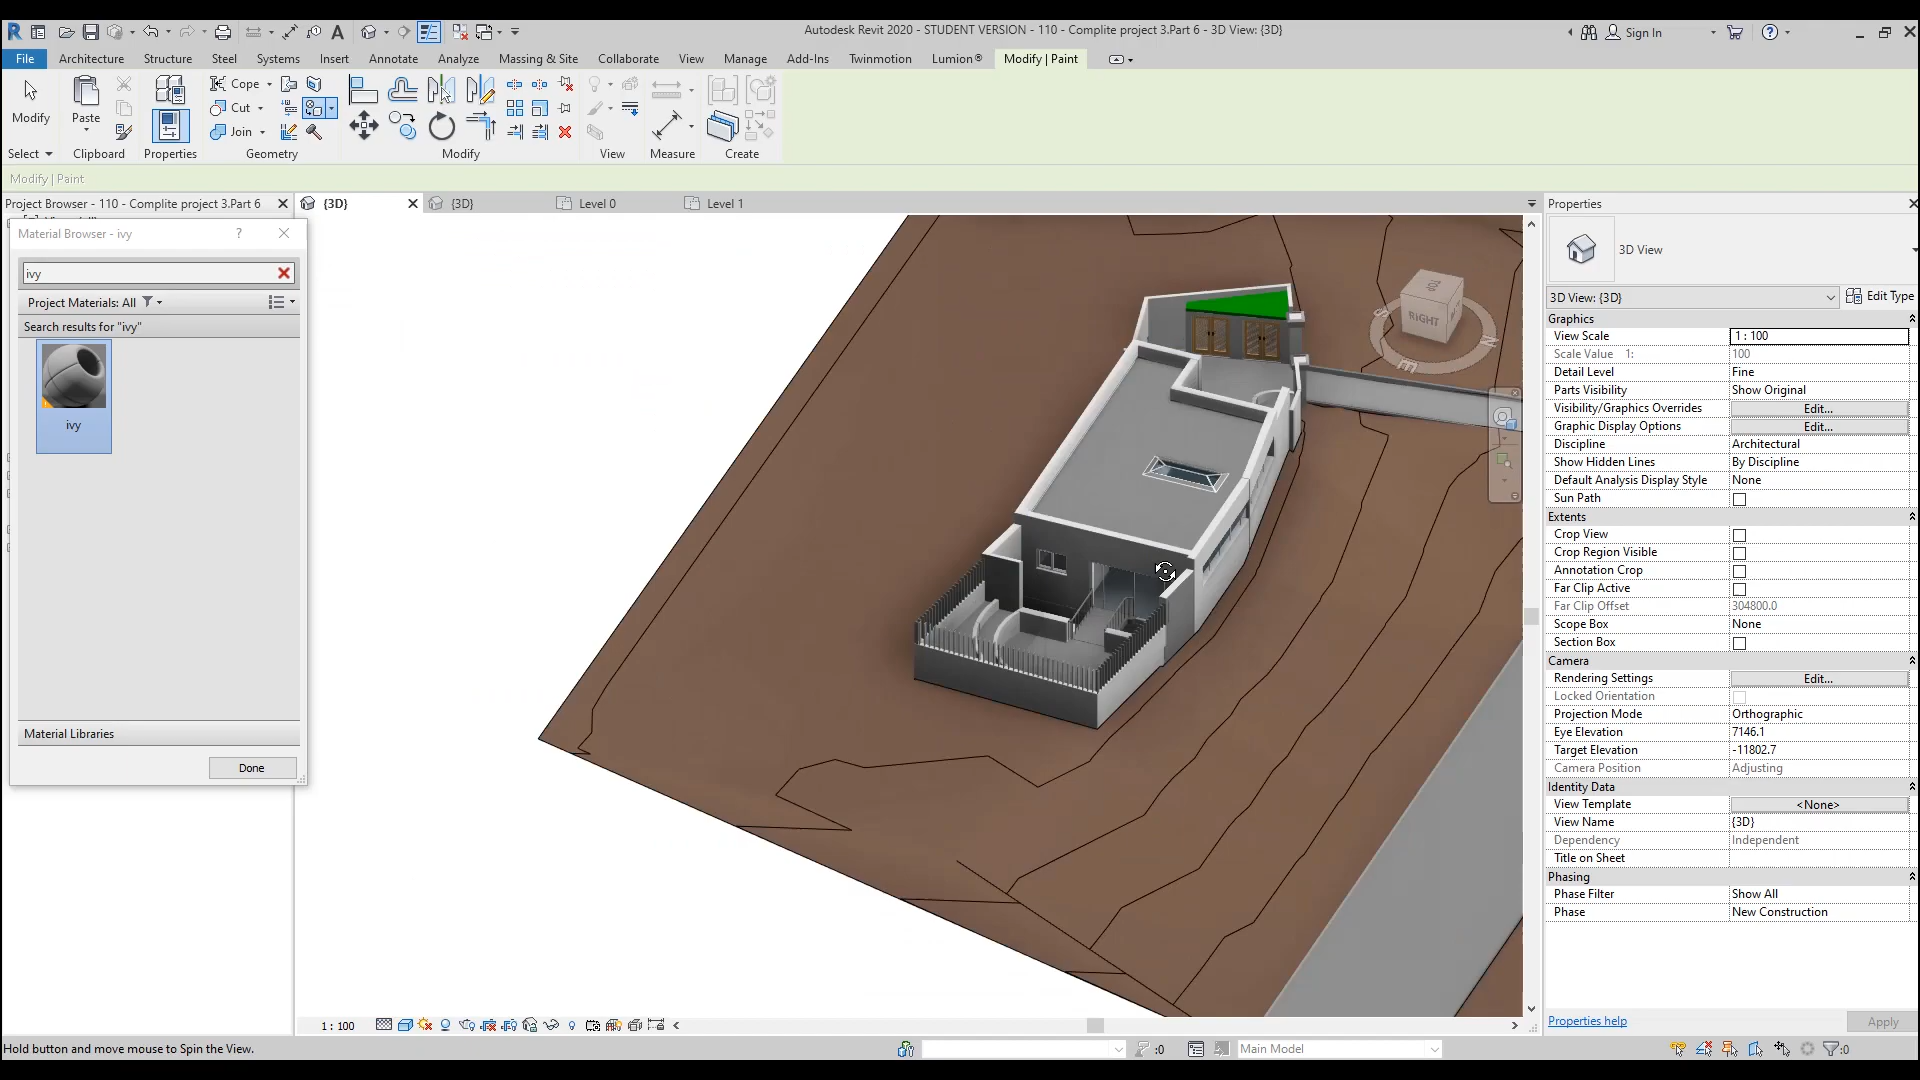 Autodesk Revit 2020 - STUDENT VERSION - 110 - Complite project 3.Part 6 - 3D View: {3D}
Sign In
File Architecture Structure Steel Systems Insert Annotate Analyze Massing & Site Collaborate View Manage Add-Ins Twinmotion Lumion® Modify | Paint
Modify
Paste
Cope
Cut
Join
Select Clipboard Properties Geometry Modify View Measure Create
Modify | Paint
Project Browser - 110 - Complite project 3.Part 6
{3D} {3D} Level 0 Level 1
Properties
Material Browser - ivy ?
ivy
Project Materials: All
Search results for "ivy"
ivy
Material Libraries
Done
TOP
RIGHT
S
E
N
3D View
3D View: {3D} Edit Type
Graphics
View Scale 1 : 100
Scale Value 1: 100
Detail Level Fine
Parts Visibility Show Original
Visibility/Graphics Overrides Edit...
Graphic Display Options Edit...
Discipline Architectural
Show Hidden Lines By Discipline
Default Analysis Display Style None
Sun Path
Extents
Crop View
Crop Region Visible
Annotation Crop
Far Clip Active
Far Clip Offset 304800.0
Scope Box None
Section Box
Camera
Rendering Settings Edit...
Locked Orientation
Projection Mode Orthographic
Eye Elevation 7146.1
Target Elevation -11802.7
Camera Position Adjusting
Identity Data
View Template <None>
View Name {3D}
Dependency Independent
Title on Sheet
Phasing
Phase Filter Show All
Phase New Construction
Properties help Apply
1 : 100
Hold button and move mouse to Spin the View.
:0
Main Model
:0